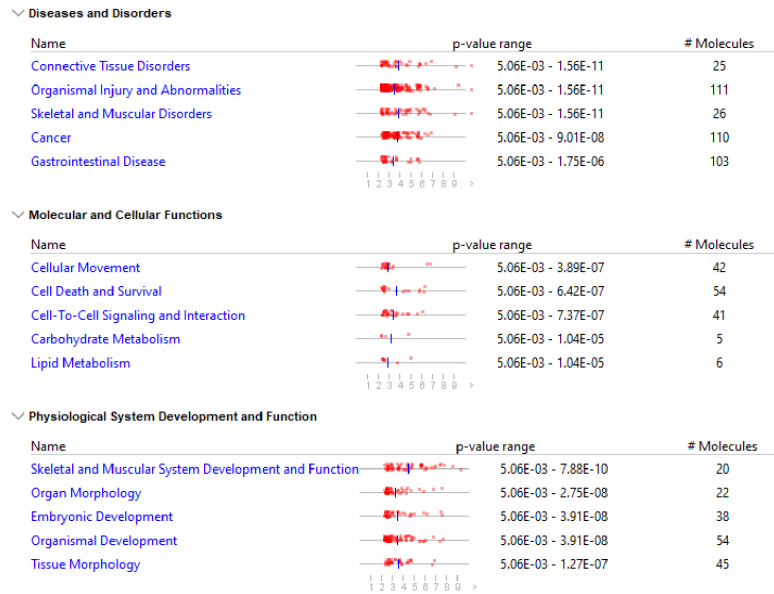 Diseases and Disorders
Name p-value range # Molecules
Connective Tissue Disorders 5.06E-03 - 1.56E-11 25
Organismal Injury and Abnormalities 5.06E-03 - 1.56E-11 111
Skeletal and Muscular Disorders 5.06E-03 - 1.56E-11 26
Cancer 5.06E-03 - 9.01E-08 110
Gastrointestinal Disease 5.06E-03 - 1.75E-06 103
1 2 3 4 5 6 7 8 9 >
Molecular and Cellular Functions
Name p-value range # Molecules
Cellular Movement 5.06E-03 - 3.89E-07 42
Cell Death and Survival 5.06E-03 - 6.42E-07 54
Cell-To-Cell Signaling and Interaction 5.06E-03 - 7.37E-07 41
Carbohydrate Metabolism 5.06E-03 - 1.04E-05 5
Lipid Metabolism 5.06E-03 - 1.04E-05 6
1 2 3 4 5 6 7 8 9 >
Physiological System Development and Function
Name p-value range # Molecules
Skeletal and Muscular System Development and Function 5.06E-03 - 7.88E-10 20
Organ Morphology 5.06E-03 - 2.75E-08 22
Embryonic Development 5.06E-03 - 3.91E-08 38
Organismal Development 5.06E-03 - 3.91E-08 54
Tissue Morphology 5.06E-03 - 1.27E-07 45
1 2 3 4 5 6 7 8 9 >